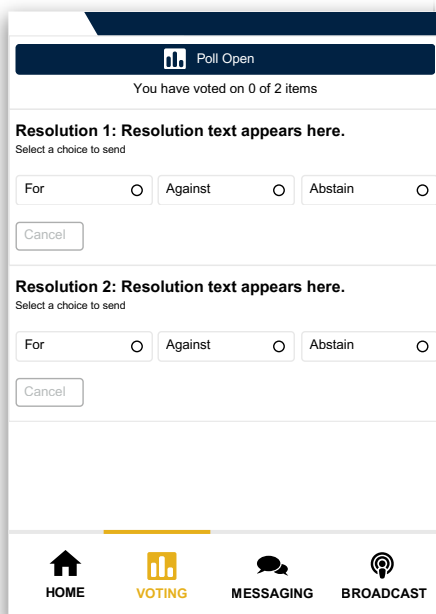 Poll Open
You have voted on 0 of 2 items
Resolution 1: Resolution text appears here.
Select a choice to send
For Against Abstain
Cancel
Resolution 2: Resolution text appears here.
Select a choice to send
For Against Abstain
Cancel
HOME VOTING MESSAGING BROADCAST